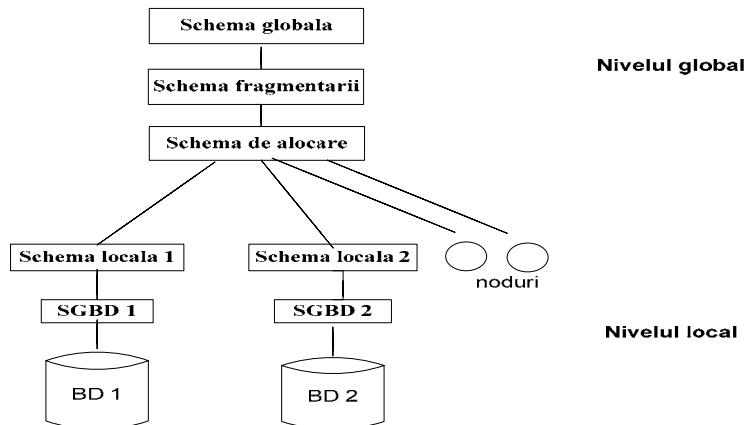 Schema globala
Nivelul global
Schema fragmentarii
Schema de alocare
Schema locala 1
Schema locala 2
noduri
SGBD 1
SGBD 2
Nivelul local
BD 1
BD 2